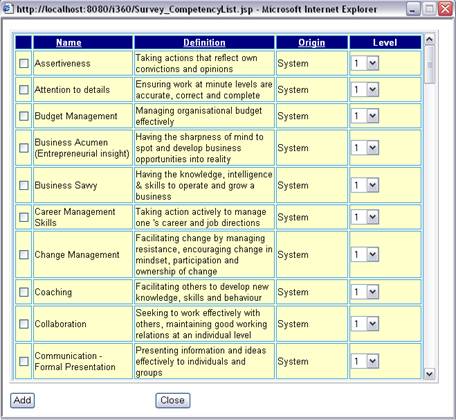 http://localhost:8080/i360/Survey_CompetencyList.jsp - Microsoft Internet Explorer
Name Definition Origin Level
Assertiveness Taking actions that reflect own convictions and opinions System 1
Attention to details Ensuring work at minute levels are accurate, correct and complete System 1
Budget Management Managing organisational budget effectively System 1
Business Acumen (Entrepreneurial insight) Having the sharpness of mind to spot and develop business opportunities into reality System 1
Business Savvy Having the knowledge, intelligence & skills to operate and grow a business System 1
Career Management Skills Taking action actively to manage one 's career and job directions System 1
Change Management Facilitating change by managing resistance, encouraging change in mindset, participation and ownership of change System 1
Coaching Facilitating others to develop new knowledge, skills and behaviour System 1
Collaboration Seeking to work effectively with others, maintaining good working relations at an individual level System 1
Communication - Formal Presentation Presenting information and ideas effectively to individuals and groups System 1
Add Close